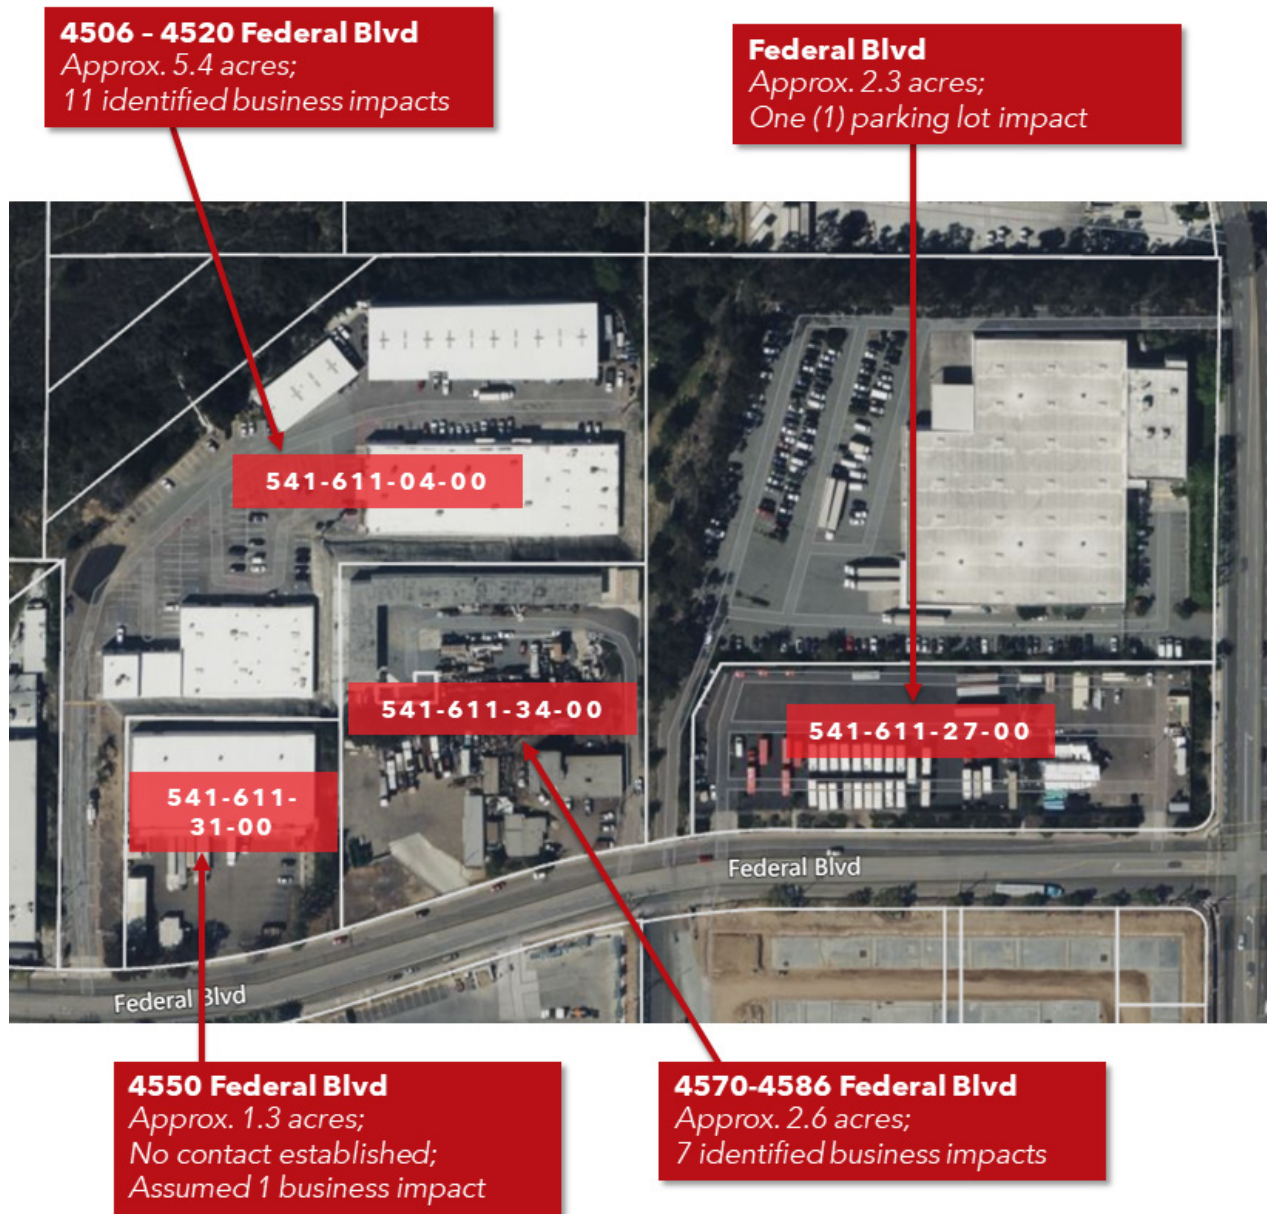 4506 – 4520 Federal Blvd
Approx. 5.4 acres;
11 identified business impacts
Federal Blvd
Approx. 2.3 acres;
One (1) parking lot impact
541-611-04-00
541-611-34-00
541-611-27-00
541-611-
31-00
Federal Blvd
Federal Blvd
4550 Federal Blvd
Approx. 1.3 acres;
No contact established;
Assumed 1 business impact
4570-4586 Federal Blvd
Approx. 2.6 acres;
7 identified business impacts